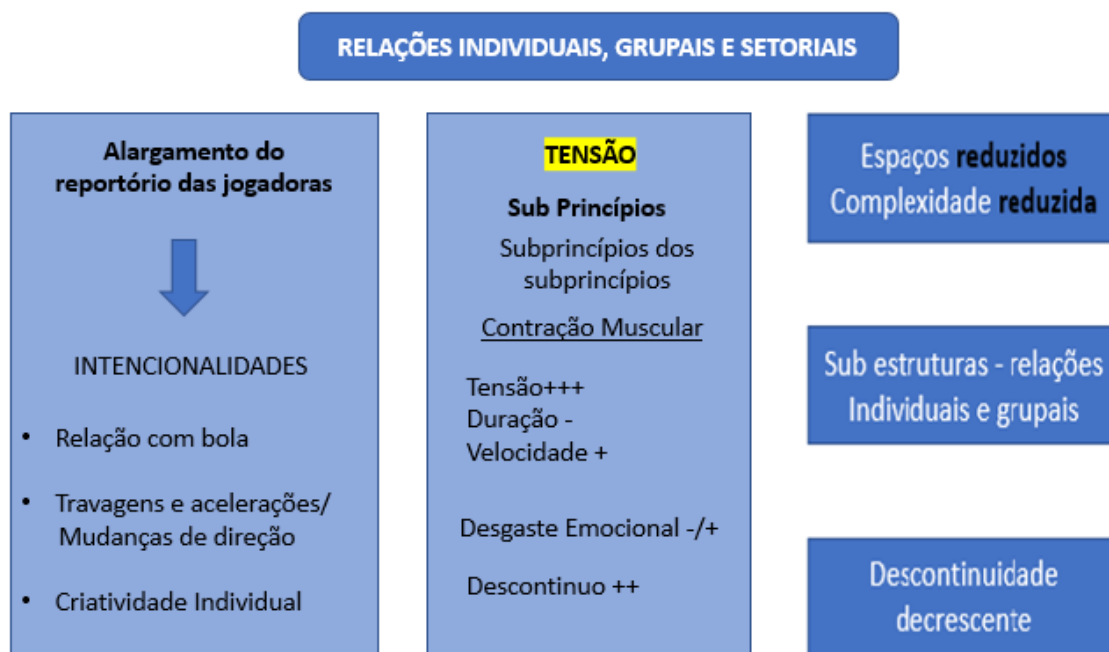 RELAÇÕES INDIVIDUAIS, GRUPAIS E SETORIAIS
Alargamento do
reportório das jogadoras
INTENCIONALIDADES
• Relação com bola
• Travagens e acelerações/
Mudanças de direção
• Criatividade Individual
TENSÃO
Sub Princípios
Subprincípios dos
subprincípios
Contração Muscular
Tensão+++
Duração -
Velocidade +
Desgaste Emocional -/+
Descontinuo ++
Espaços reduzidos
Complexidade reduzida
Sub estruturas - relações
Individuais e grupais
Descontinuidade
decrescente